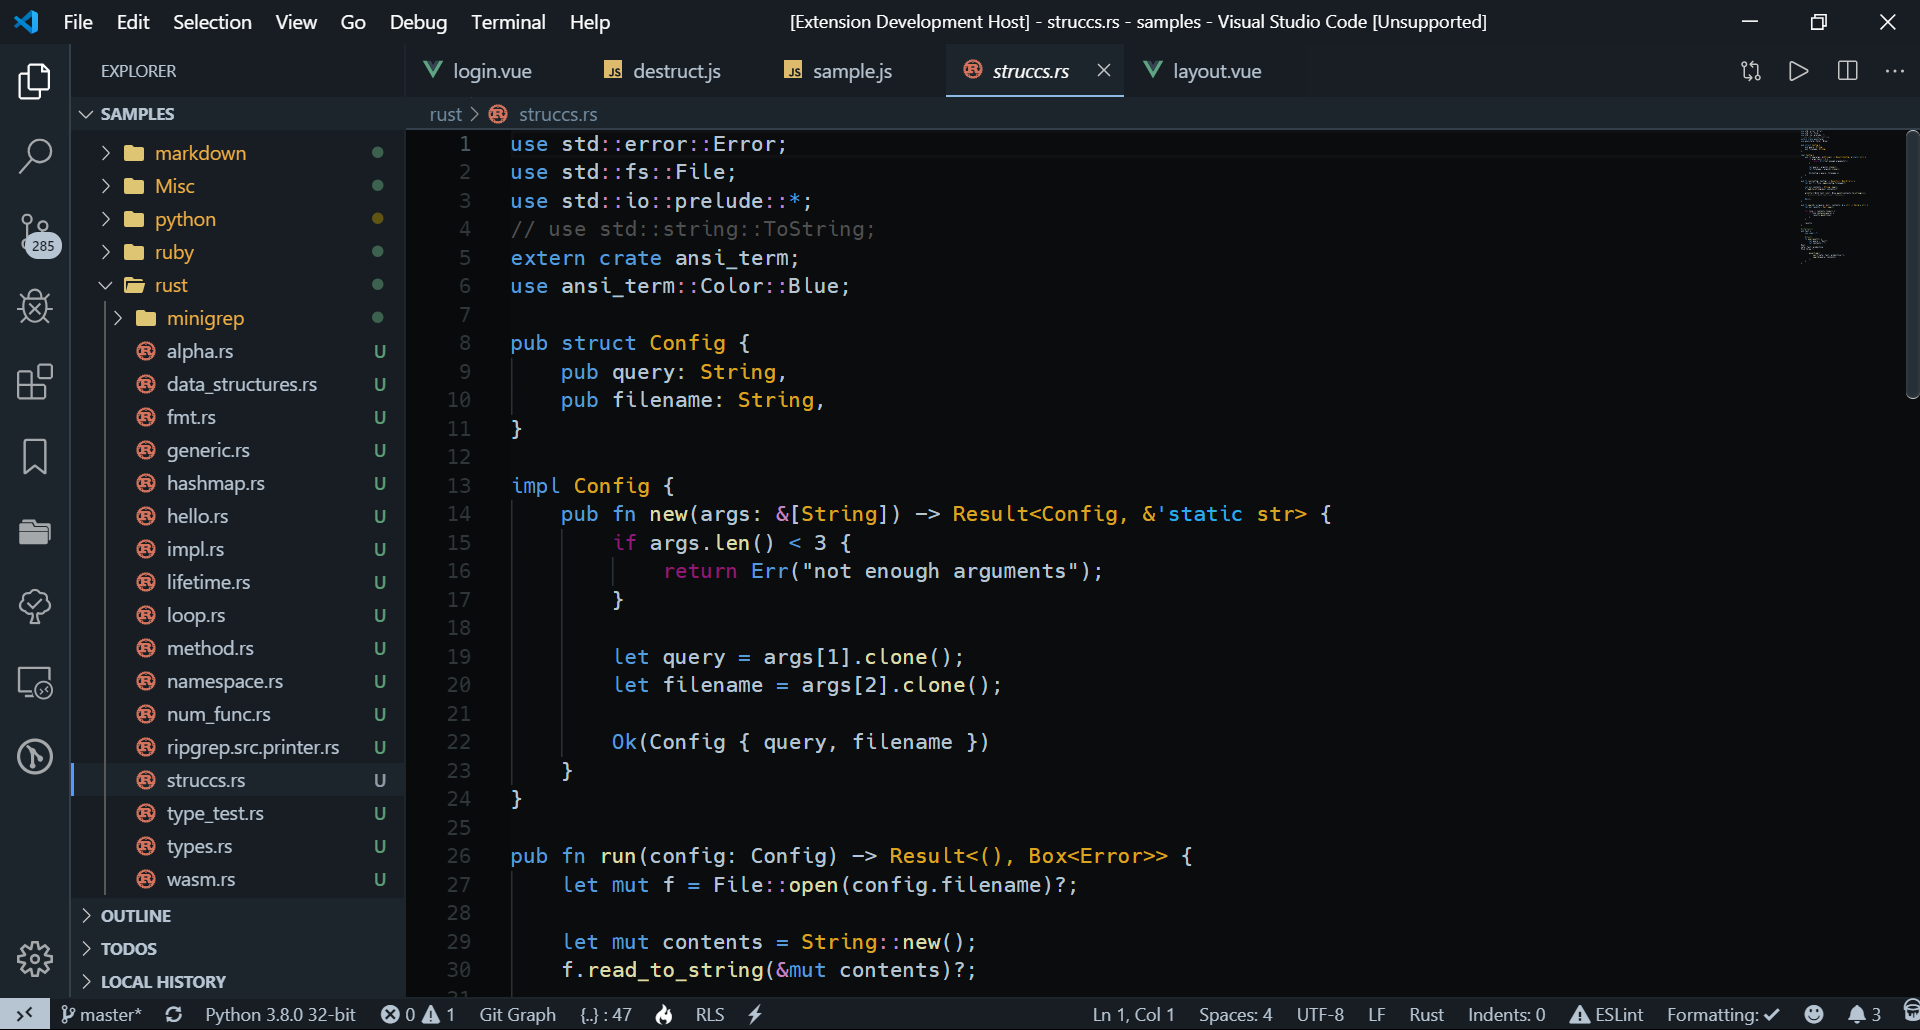 File Edit Selection View Go Debug Terminal Help
[Extension Development Host] - struccs.rs - samples - Visual Studio Code [Unsupported]
EXPLORER
login.vue
JS destruct.js
JS sample.js
struccs.rs
layout.vue
SAMPLES
rust > struccs.rs
markdown
Misc
python
ruby
rust
minigrep
alpha.rs U
data_structures.rs U
fmt.rs U
generic.rs U
hashmap.rs U
hello.rs U
impl.rs U
lifetime.rs U
loop.rs U
method.rs U
namespace.rs U
num_func.rs U
ripgrep.src.printer.rs U
struccs.rs U
type_test.rs U
types.rs U
wasm.rs U
OUTLINE
TODOS
LOCAL HISTORY
285
1 use std::error::Error;
2 use std::fs::File;
3 use std::io::prelude::*;
4 // use std::string::ToString;
5 extern crate ansi_term;
6 use ansi_term::Color::Blue;
7
8 pub struct Config {
9 pub query: String,
10 pub filename: String,
11 }
12
13 impl Config {
14 pub fn new(args: &[String]) -> Result<Config, &'static str> {
15 if args.len() < 3 {
16 return Err("not enough arguments");
17 }
18
19 let query = args[1].clone();
20 let filename = args[2].clone();
21
22 Ok(Config { query, filename })
23 }
24 }
25
26 pub fn run(config: Config) -> Result<(), Box<Error>> {
27 let mut f = File::open(config.filename)?;
28
29 let mut contents = String::new();
30 f.read_to_string(&mut contents)?;
master* Python 3.8.0 32-bit 0 1 Git Graph {..} : 47 RLS Ln 1, Col 1 Spaces: 4 UTF-8 LF Rust Indents: 0 ESLint Formatting: ✓ 3